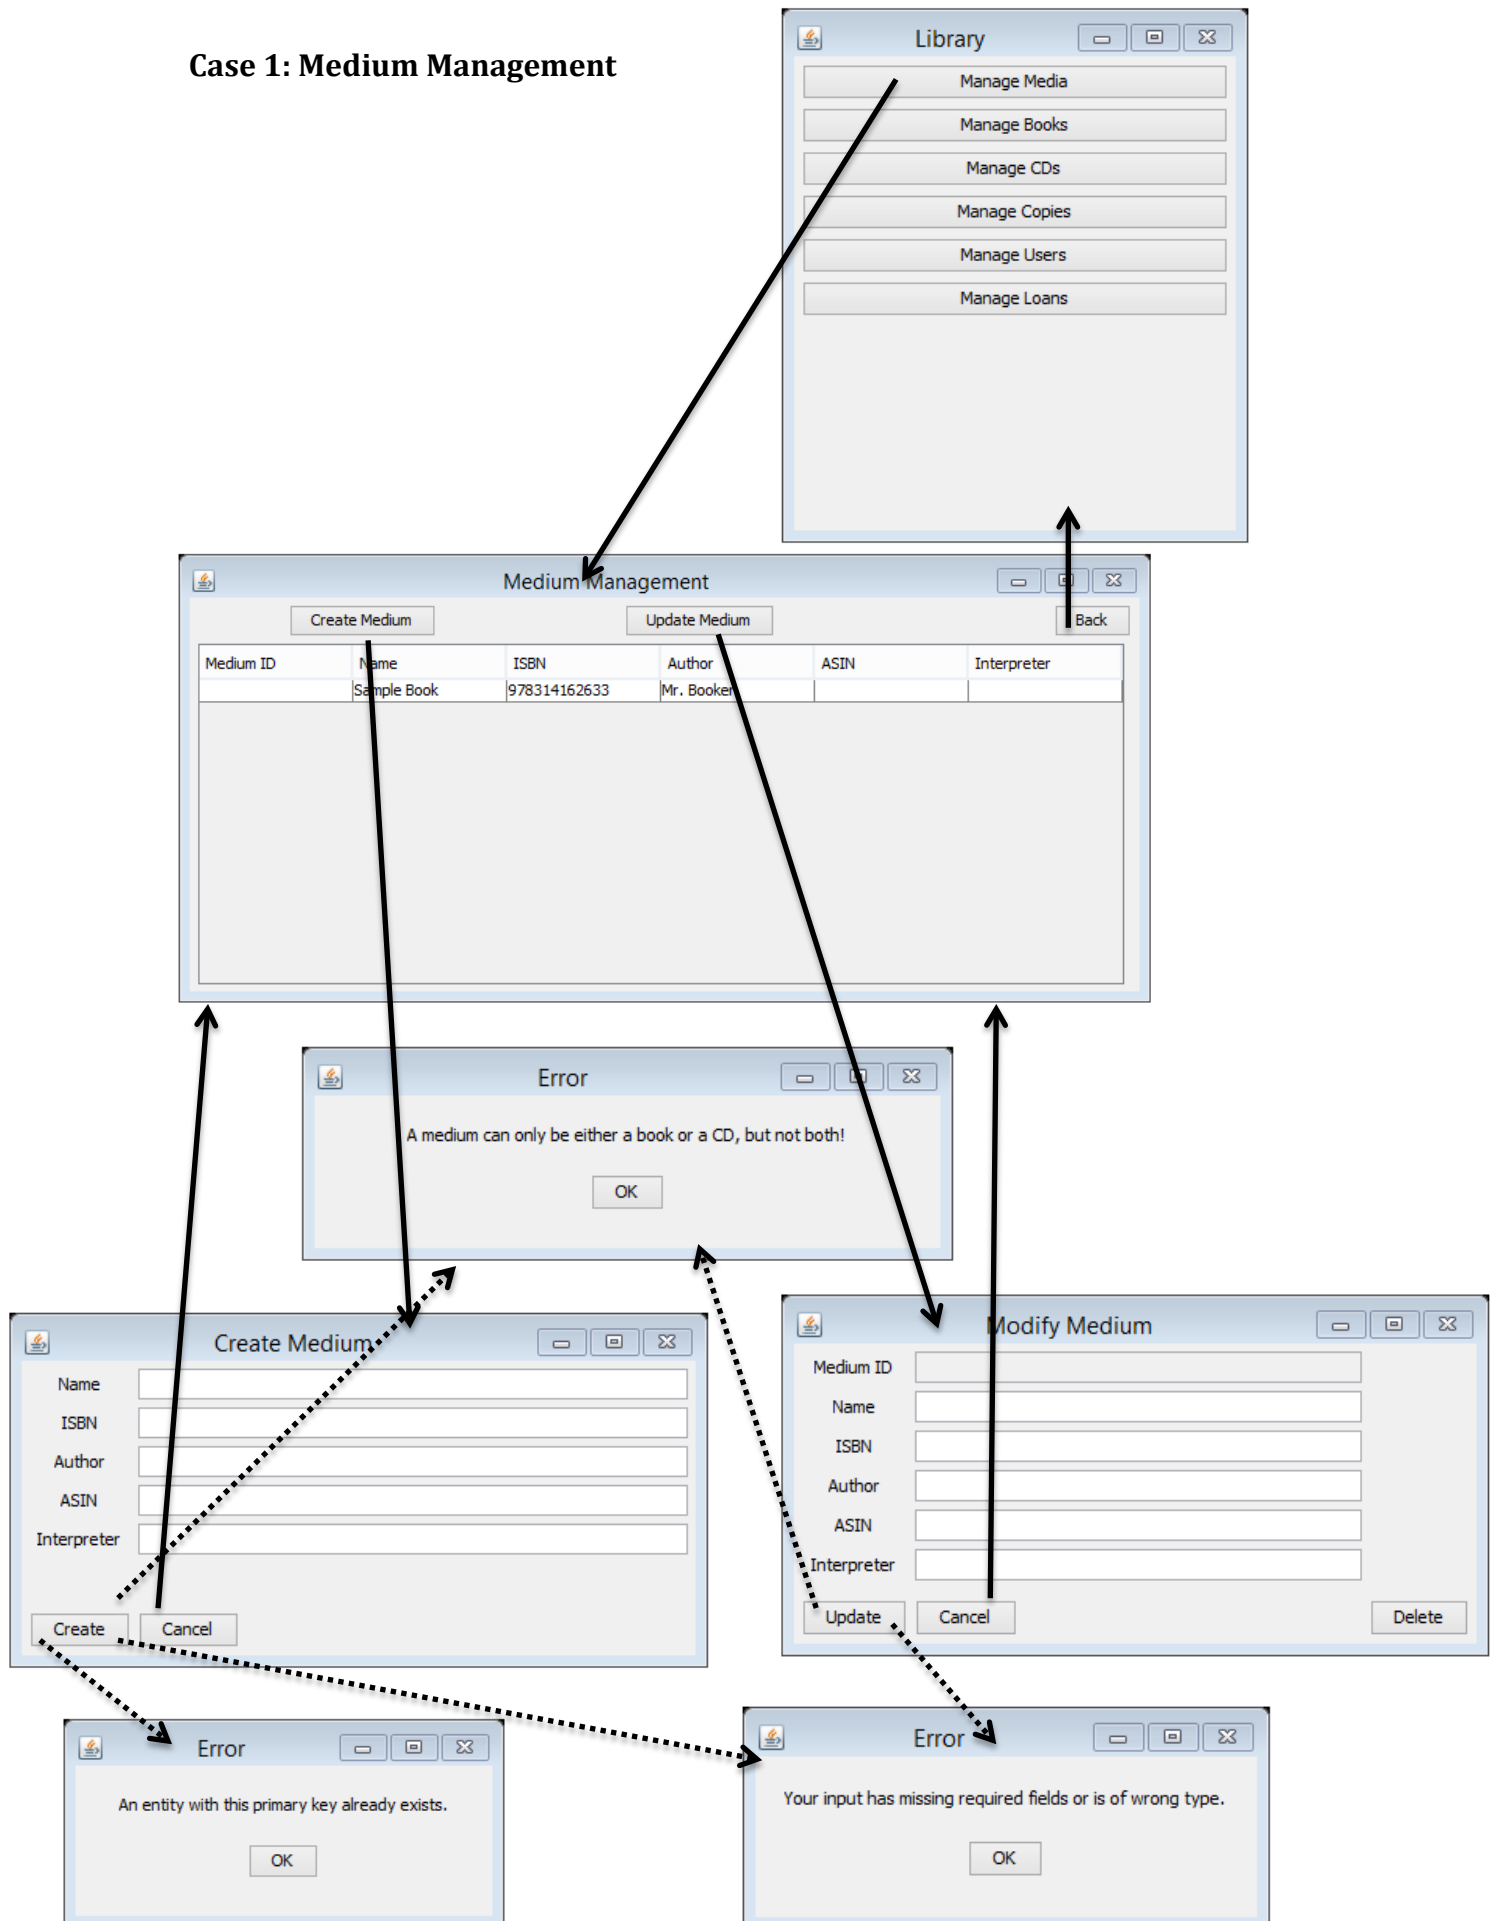 Case 1: Medium Management
Library
Manage Media
Manage Books
Manage CDs
Manage Copies
Manage Users
Manage Loans
Medium Management
Create Medium Update Medium Back
Medium ID Name ISBN Author ASIN Interpreter
Sample Book 978314162633 Mr. Booker
Error
A medium can only be either a book or a CD, but not both!
OK
Create Medium
Name
ISBN
Author
ASIN
Interpreter
Create Cancel
Modify Medium
Medium ID
Name
ISBN
Author
ASIN
Interpreter
Update Cancel Delete
Error
An entity with this primary key already exists.
OK
Error
Your input has missing required fields or is of wrong type.
OK